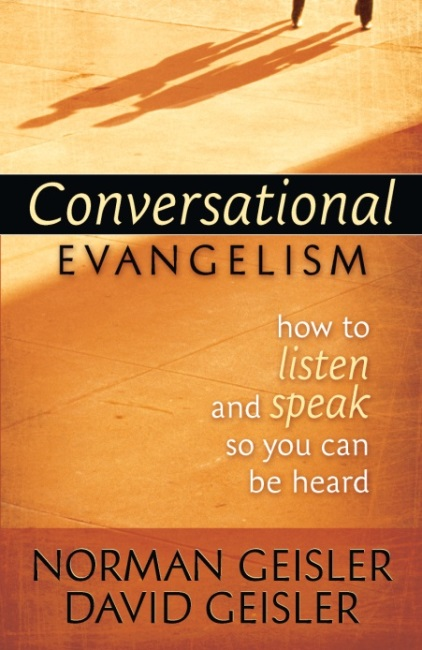 Conversational
EVANGELISM
how to
listen
and speak
so you can
be heard
NORMAN GEISLER
DAVID GEISLER